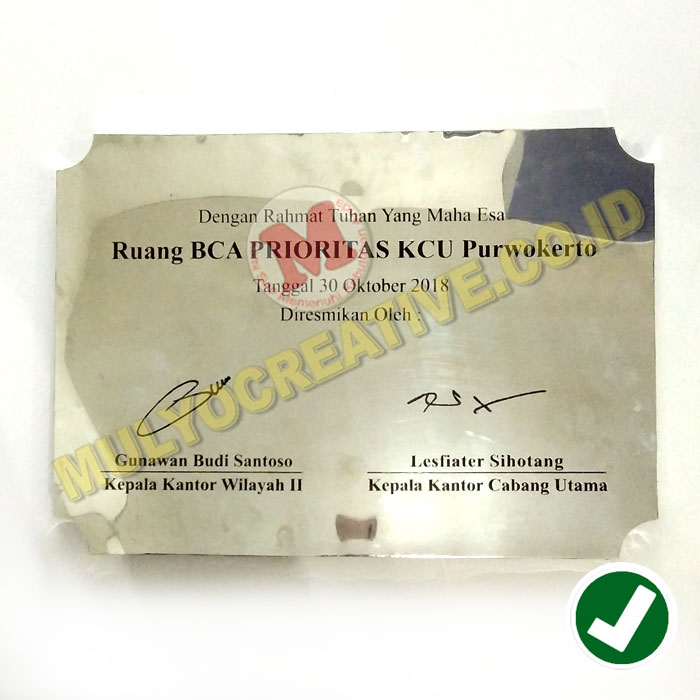 Dengan Rahmat Tuhan Yang Maha Esa
Ruang BCA PRIORITAS KCU Purwokerto
Tanggal 30 Oktober 2018
Diresmikan Oleh :
MULYOCREATIVE.CO.ID
M
Gunawan Budi Santoso
Kepala Kantor Wilayah II
Lesfiater Sihotang
Kepala Kantor Cabang Utama